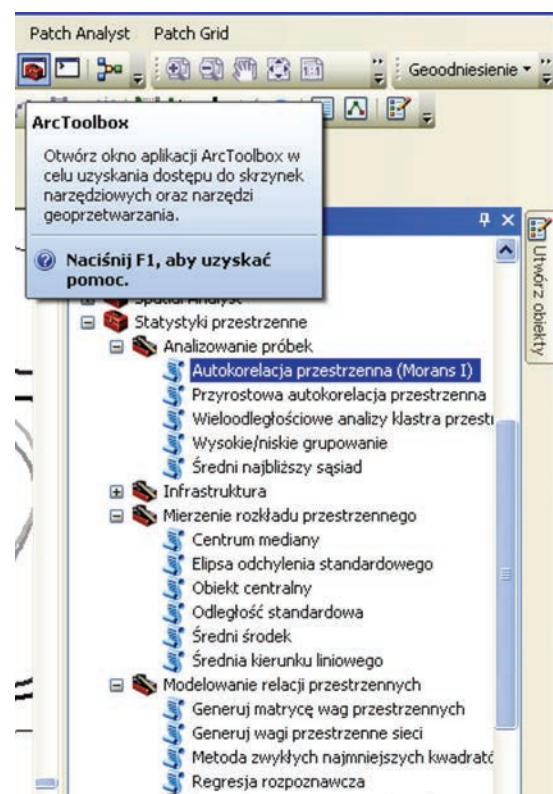 Patch Analyst Patch Grid
Geoodniesienie
ArcToolbox
Otwórz okno aplikacji ArcToolbox w
celu uzyskania dostępu do skrzynek
narzędziowych oraz narzędzi
geoprzetwarzania.
Naciśnij F1, aby uzyskać
pomoc.
Utwórz obiekty
Spatial Analyst
Statystyki przestrzenne
Analizowanie próbek
Autokorelacja przestrzenna (Morans I)
Przyrostowa autokorelacja przestrzenna
Wieloodległościowe analizy klastra przestr
Wysokie/niskie grupowanie
Średni najbliższy sąsiad
Infrastruktura
Mierzenie rozkładu przestrzennego
Centrum mediany
Elipsa odchylenia standardowego
Obiekt centralny
Odległość standardowa
Średni środek
Średnia kierunku liniowego
Modelowanie relacji przestrzennych
Generuj matrycę wag przestrzennych
Generuj wagi przestrzenne sieci
Metoda zwykłych najmniejszych kwadrató
Regresja rozpoznawcza